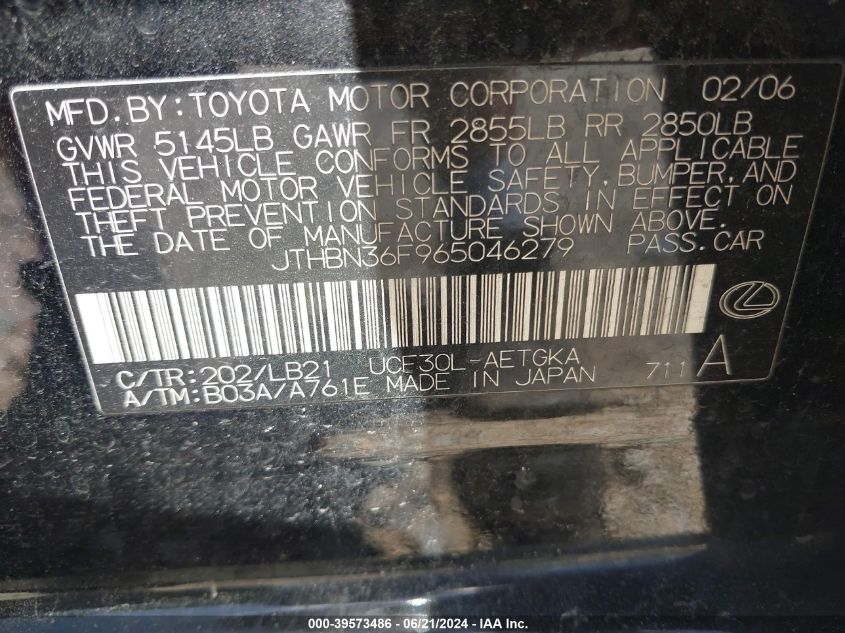 MFD.BY:TOYOTA MOTOR CORPORATION 02/06
GVWR 5145LB GAWR FR 2855LB RR 2850LB
THIS VEHICLE CONFORMS TO ALL APPLICABLE
FEDERAL MOTOR VEHICLE SAFETY,BUMPER,AND
THEFT PREVENTION STANDARDS IN EFFECT ON
THE DATE OF MANUFACTURE SHOWN ABOVE.
JTHBN36F965046279 PASS.CAR
C/TR:202/LB21 UCF30L-AETGKA
A/TM:B03A/A761E MADE IN JAPAN 711A
000-39573486 - 06/21/2024 - IAA Inc.